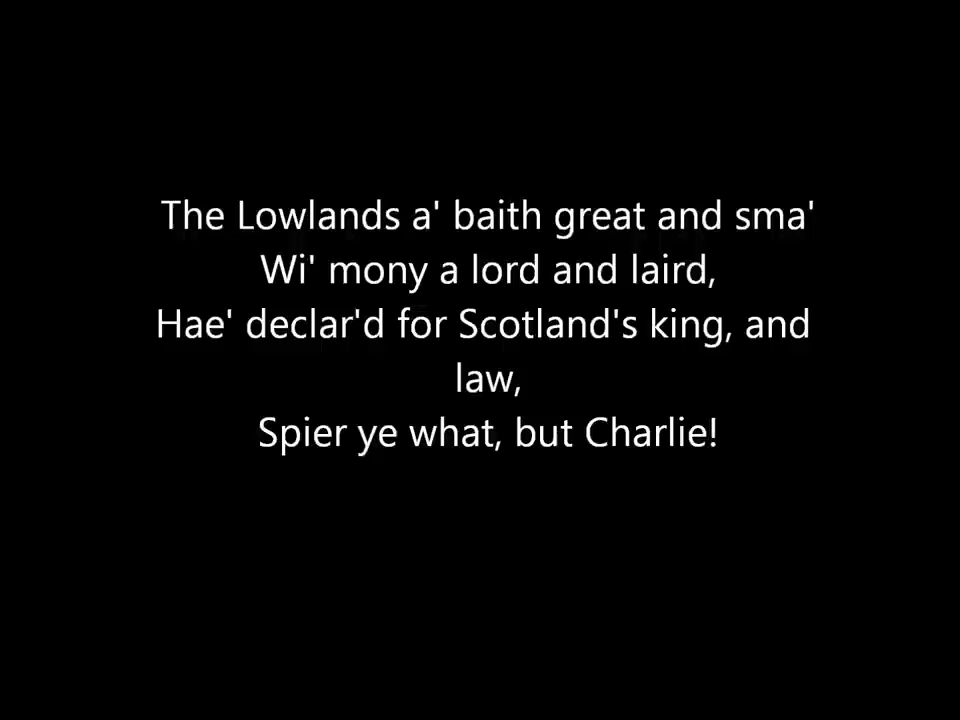 The Lowlands a' baith great and sma'
Wi' mony a lord and laird,
Hae' declar'd for Scotland's king, and
law,
Spier ye what, but Charlie!